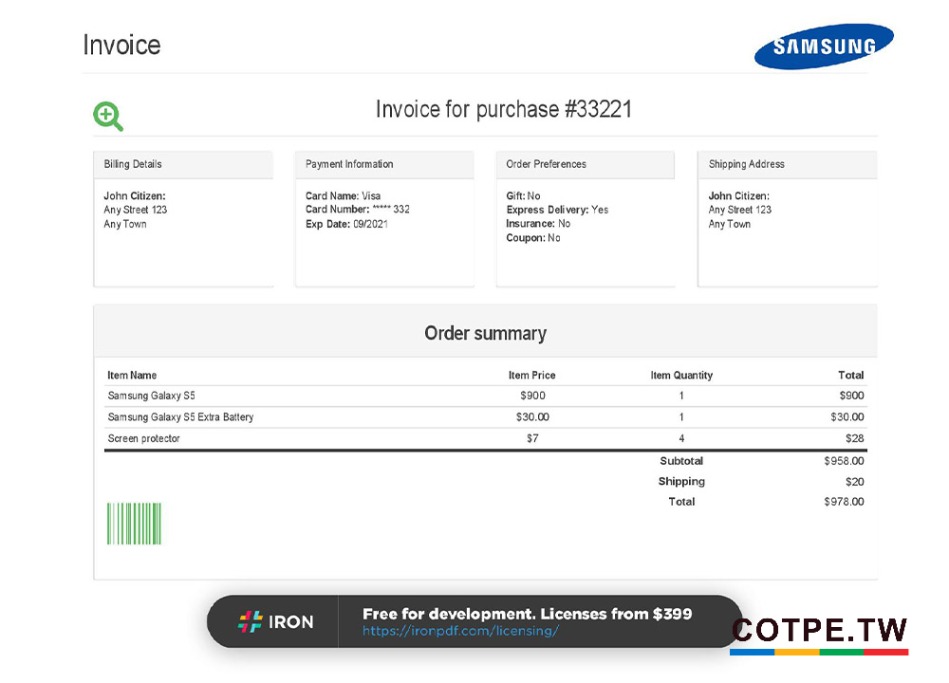 Invoice
SAMSUNG
Invoice for purchase #33221
Billing Details
John Citizen:
Any Street 123
Any Town
Payment Information
Card Name: Visa
Card Number: ***** 332
Exp Date: 09/2021
Order Preferences
Gift: No
Express Delivery: Yes
Insurance: No
Coupon: No
Shipping Address
John Citizen:
Any Street 123
Any Town
Order summary
Item Name Item Price Item Quantity Total
Samsung Galaxy S5 $900 1 $900
Samsung Galaxy S5 Extra Battery $30.00 1 $30.00
Screen protector $7 4 $28
Subtotal $958.00
Shipping $20
Total $978.00
IRON
Free for development. Licenses from $399
https://ironpdf.com/licensing/
COTPE.TW